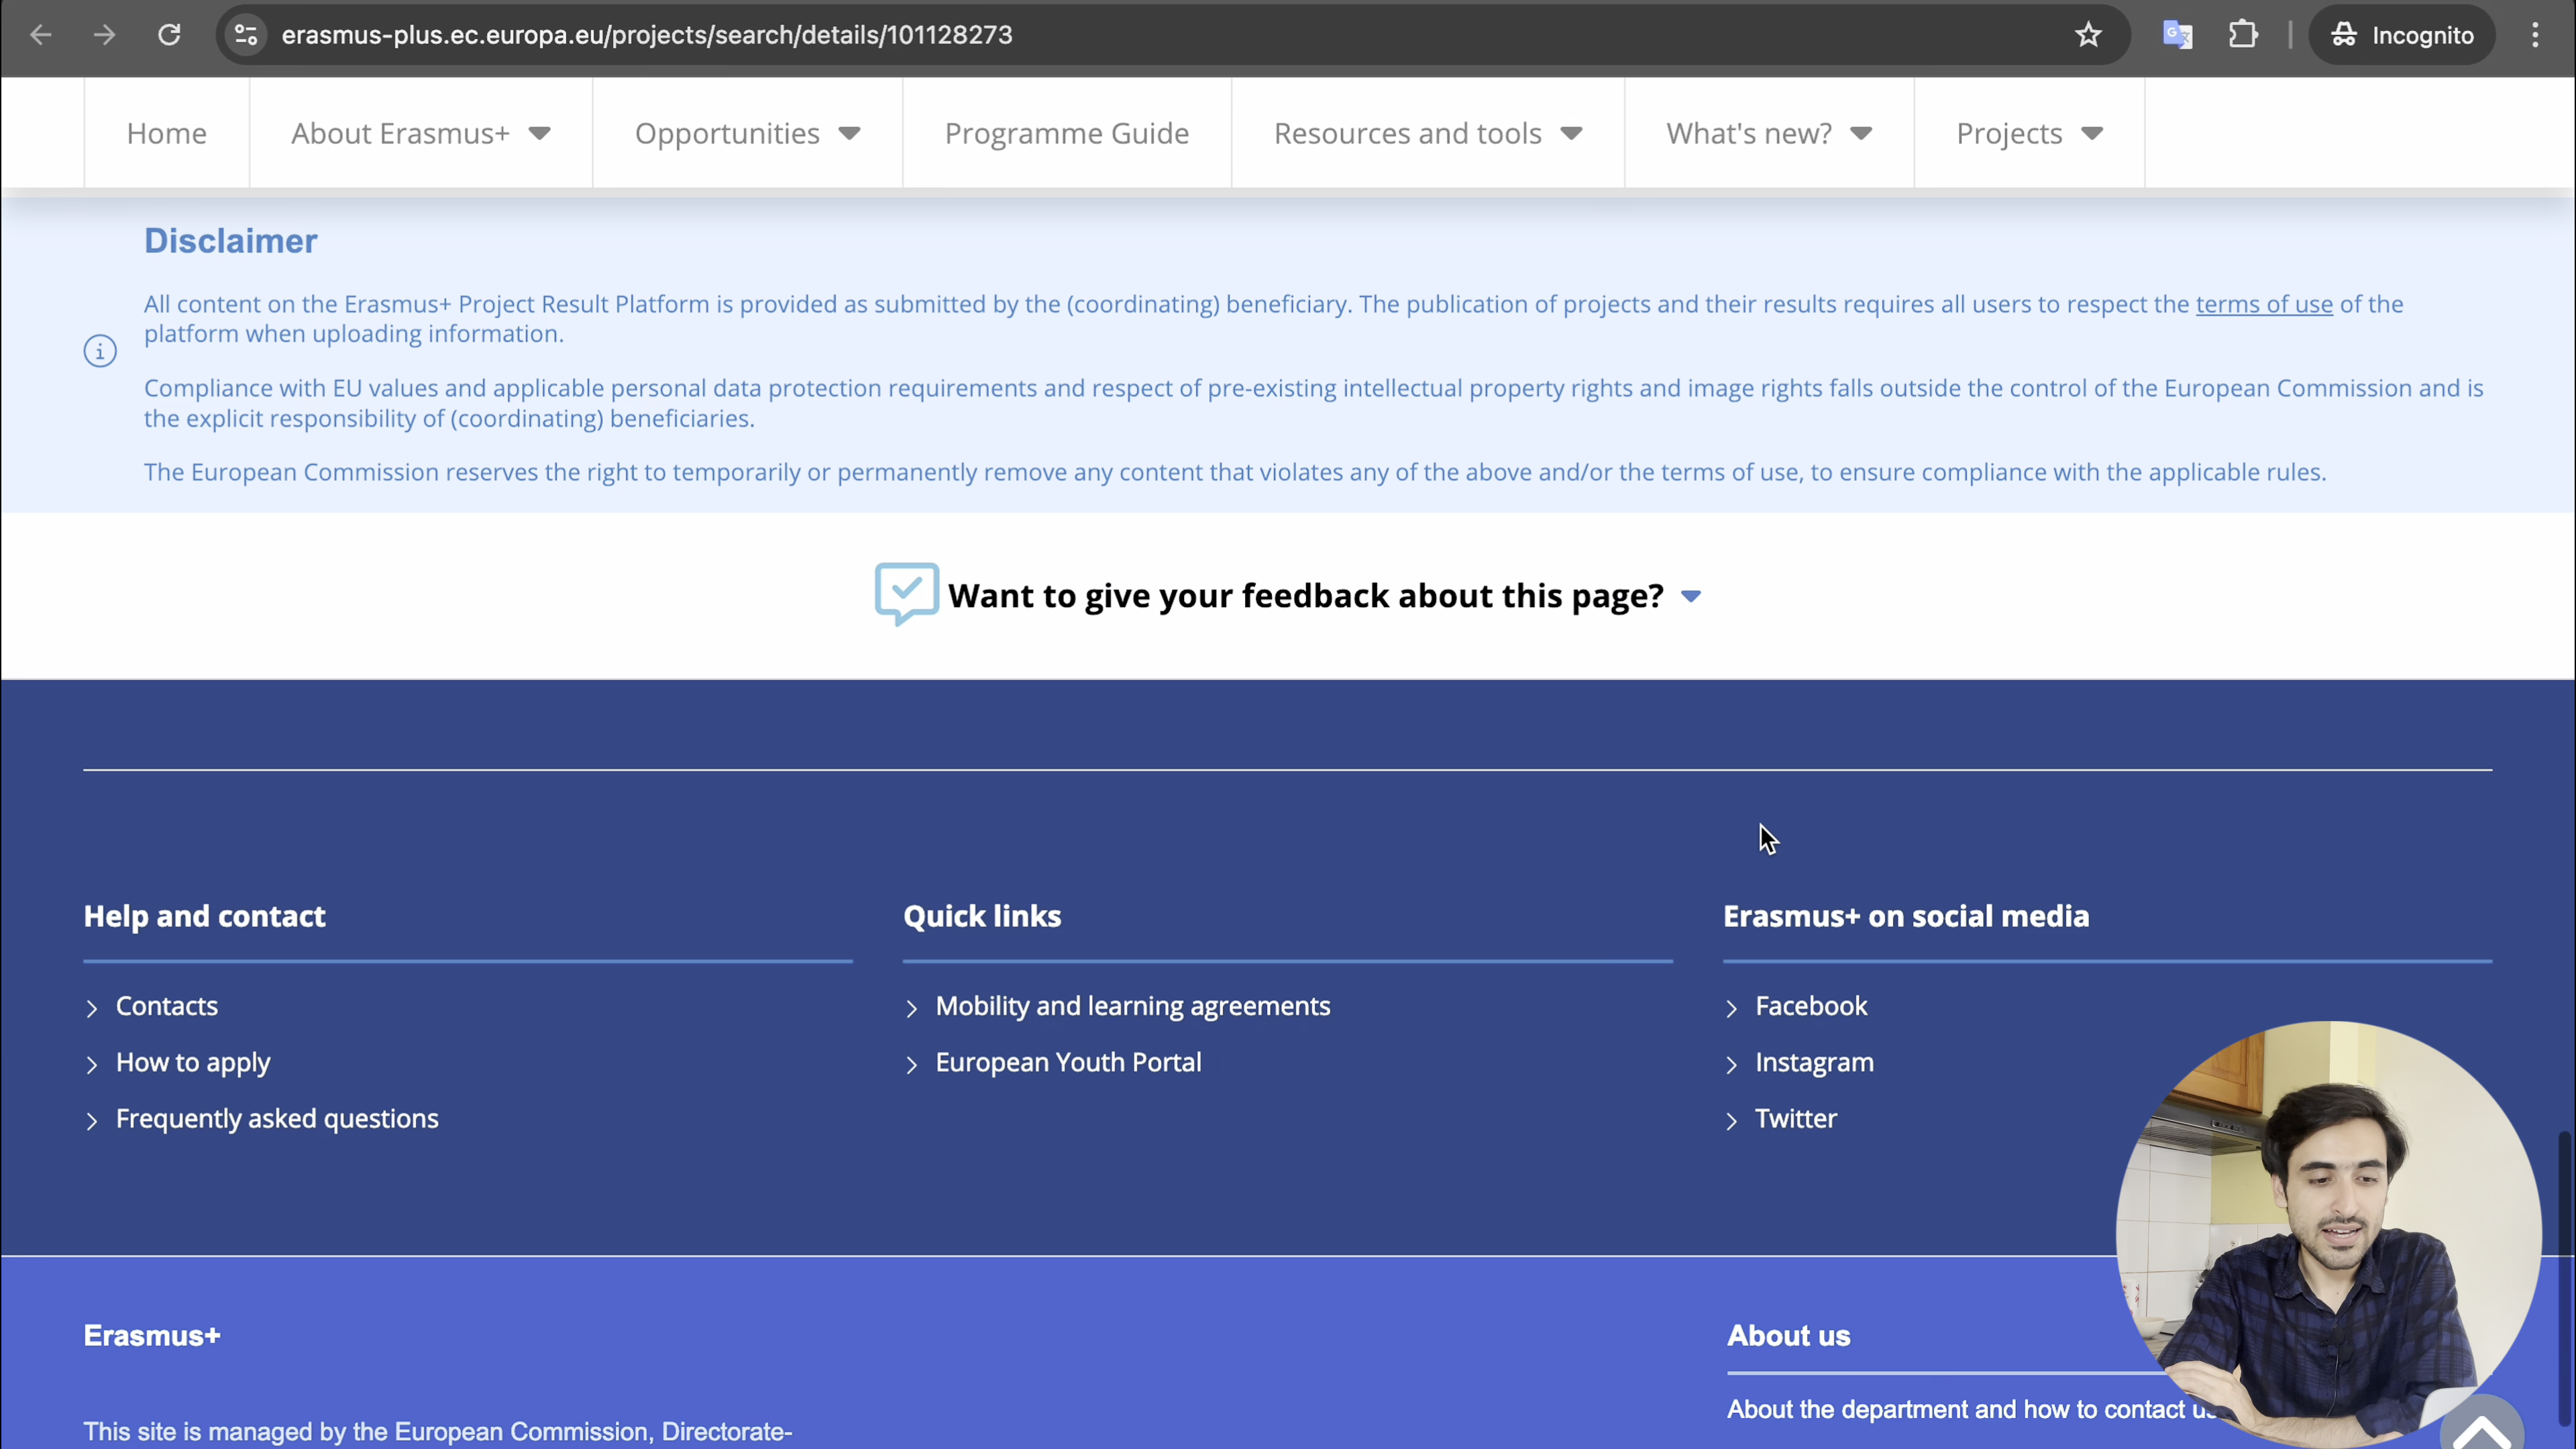 erasmus-plus.ec.europa.eu/projects/search/details/101128273
Incognito
Home
About Erasmus+
Opportunities
Programme Guide
Resources and tools
What's new?
Projects
Disclaimer
All content on the Erasmus+ Project Result Platform is provided as submitted by the (coordinating) beneficiary. The publication of projects and their results requires all users to respect the terms of use of the
platform when uploading information.
Compliance with EU values and applicable personal data protection requirements and respect of pre-existing intellectual property rights and image rights falls outside the control of the European Commission and is
the explicit responsibility of (coordinating) beneficiaries.
The European Commission reserves the right to temporarily or permanently remove any content that violates any of the above and/or the terms of use, to ensure compliance with the applicable rules.
Want to give your feedback about this page?
Help and contact
Contacts
How to apply
Frequently asked questions
Quick links
Mobility and learning agreements
European Youth Portal
Erasmus+ on social media
Facebook
Instagram
Twitter
Erasmus+
This site is managed by the European Commission, Directorate-
About us
About the department and how to contact us